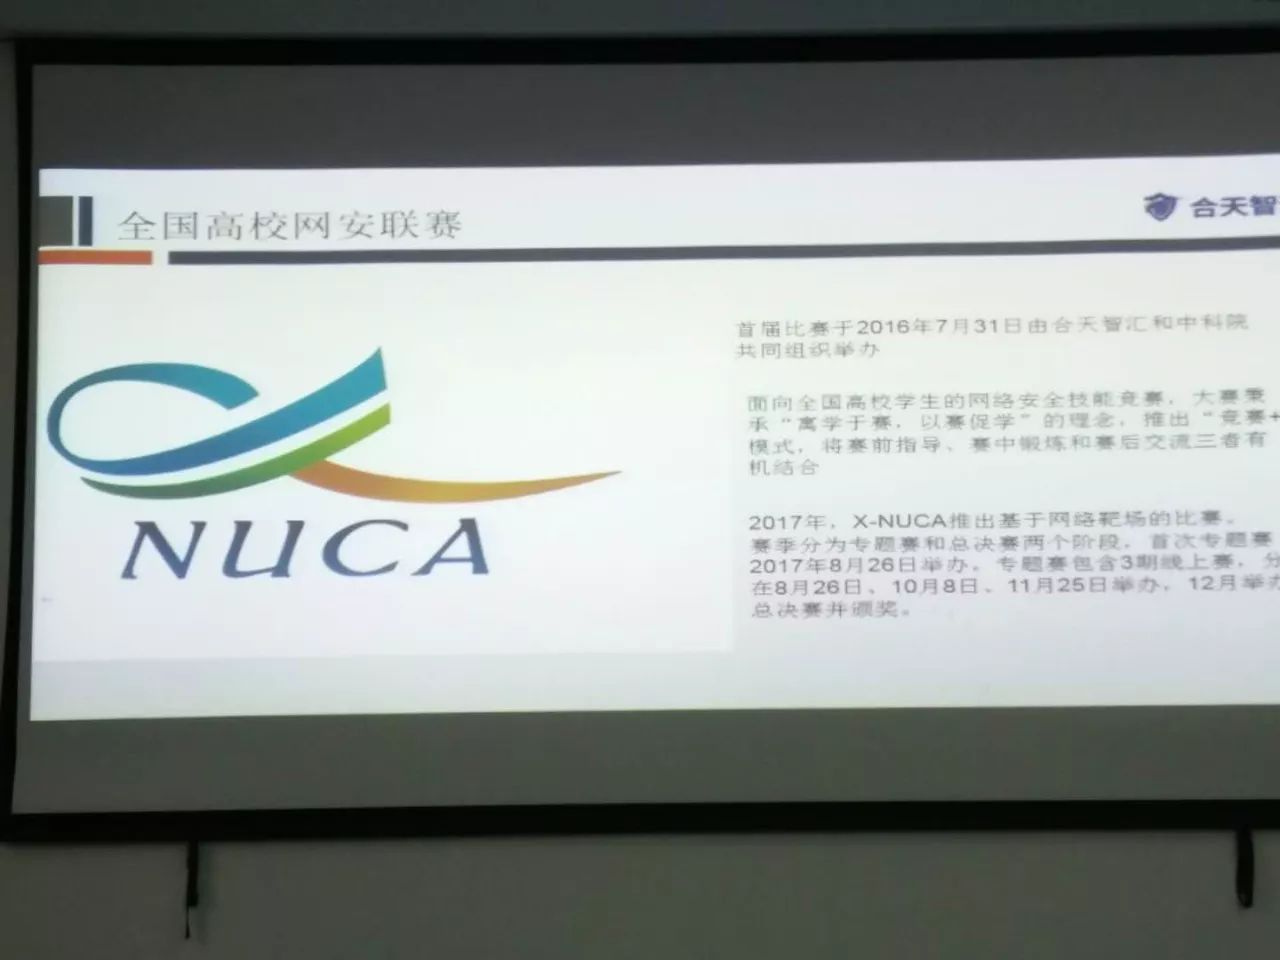 全国高校网安联赛
合天智
首届比赛于2016年7月31日由合天智汇和中科院
共同组织举办
面向全国高校学生的网络安全技能竞赛，大赛秉
承“寓学于赛，以赛促学”的理念，推出“竞赛+
模式，将赛前指导、赛中锻炼和赛后交流三者有
机结合
2017年，X-NUCA推出基于网络靶场的比赛。
赛季分为专题赛和总决赛两个阶段，首次专题赛
2017年8月26日举办。专题赛包含3期线上赛，分
在8月26日、10月8日、11月25日举办，12月举办
总决赛并颁奖。
NUCA